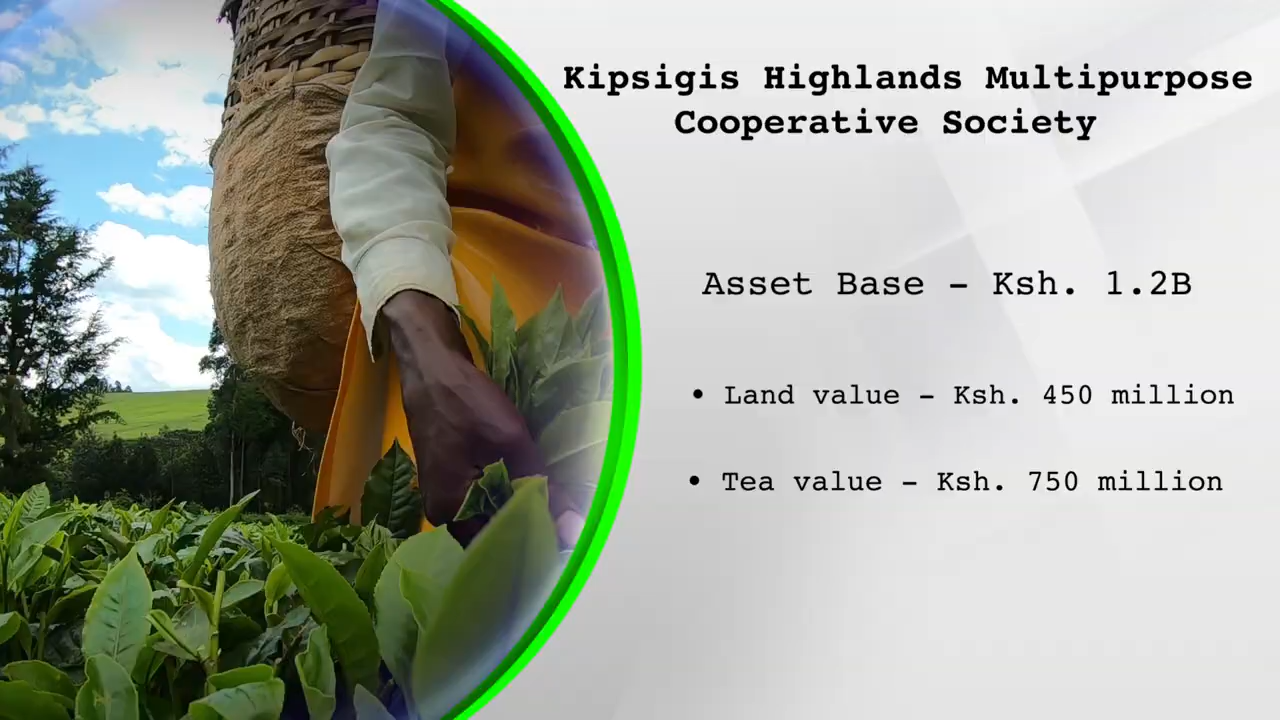 Kipsigis Highlands Multipurpose
Cooperative Society
Asset Base – Ksh. 1.2B
• Land value – Ksh. 450 million
• Tea value – Ksh. 750 million